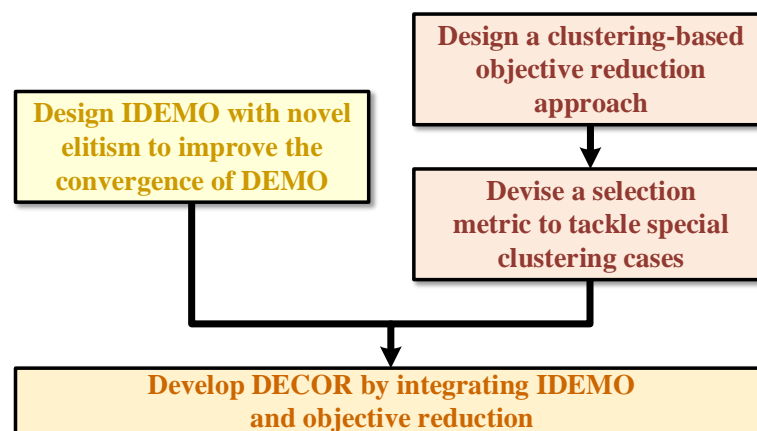 Design a clustering-based
objective reduction
approach
Design IDEMO with novel
elitism to improve the
convergence of DEMO
Devise a selection
metric to tackle special
clustering cases
Develop DECOR by integrating IDEMO
and objective reduction